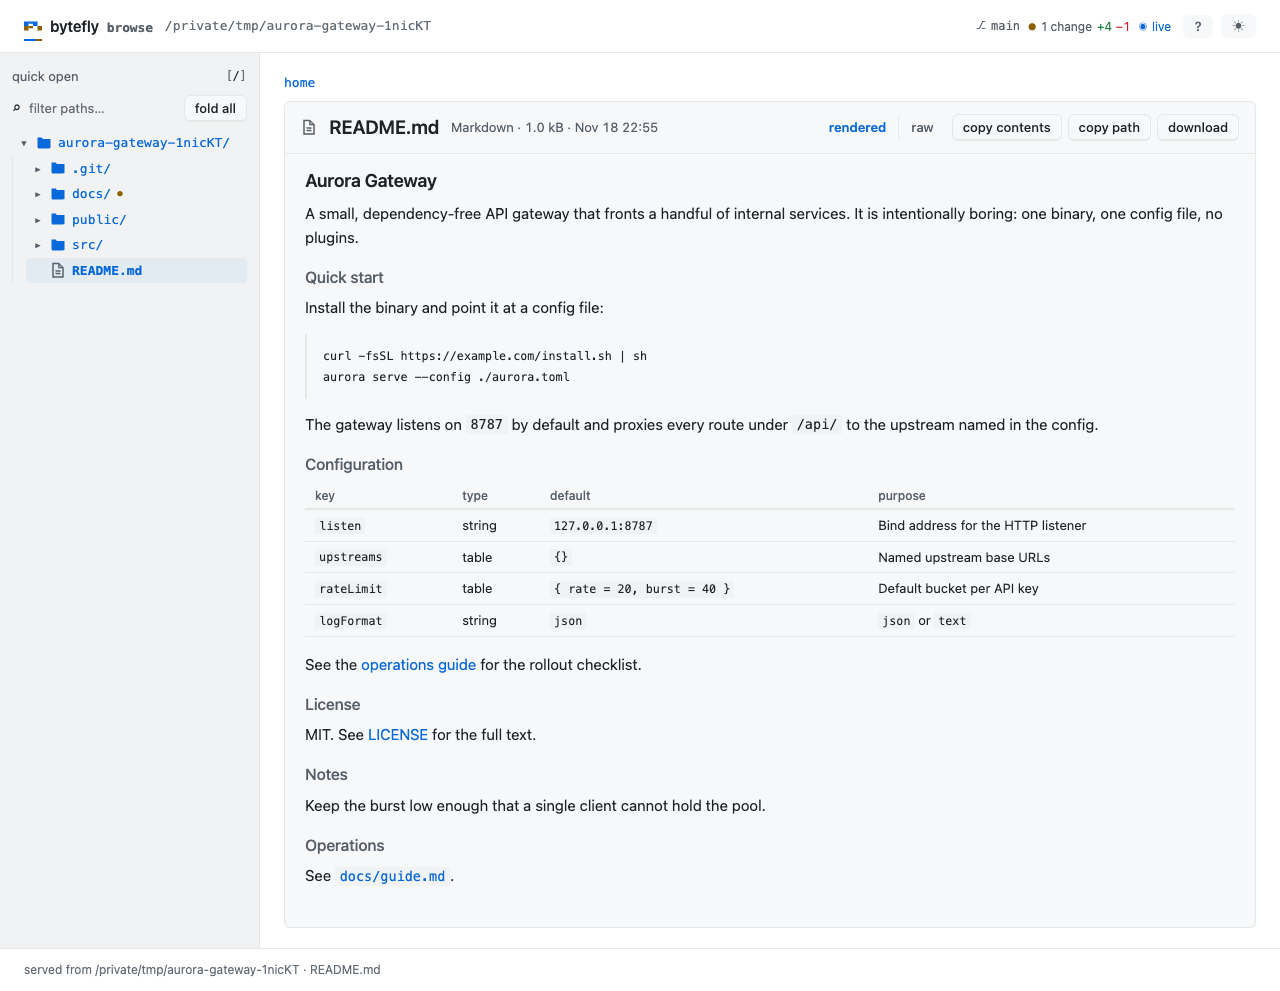 bytefly browse /private/tmp/aurora-gateway-1nicKT
main 1 change +4 −1 live ?
quick open [/]
filter paths... fold all
aurora-gateway-1nicKT/
.git/
docs/
public/
src/
README.md
home
README.md Markdown · 1.0 kB · Nov 18 22:55 rendered raw copy contents copy path download
Aurora Gateway
A small, dependency-free API gateway that fronts a handful of internal services. It is intentionally boring: one binary, one config file, no
plugins.
Quick start
Install the binary and point it at a config file:
curl -fsSL https://example.com/install.sh | sh
aurora serve --config ./aurora.toml
The gateway listens on 8787 by default and proxies every route under /api/ to the upstream named in the config.
Configuration
key type default purpose
listen string 127.0.0.1:8787 Bind address for the HTTP listener
upstreams table {} Named upstream base URLs
rateLimit table { rate = 20, burst = 40 } Default bucket per API key
logFormat string json json or text
See the operations guide for the rollout checklist.
License
MIT. See LICENSE for the full text.
Notes
Keep the burst low enough that a single client cannot hold the pool.
Operations
See docs/guide.md .
served from /private/tmp/aurora-gateway-1nicKT · README.md